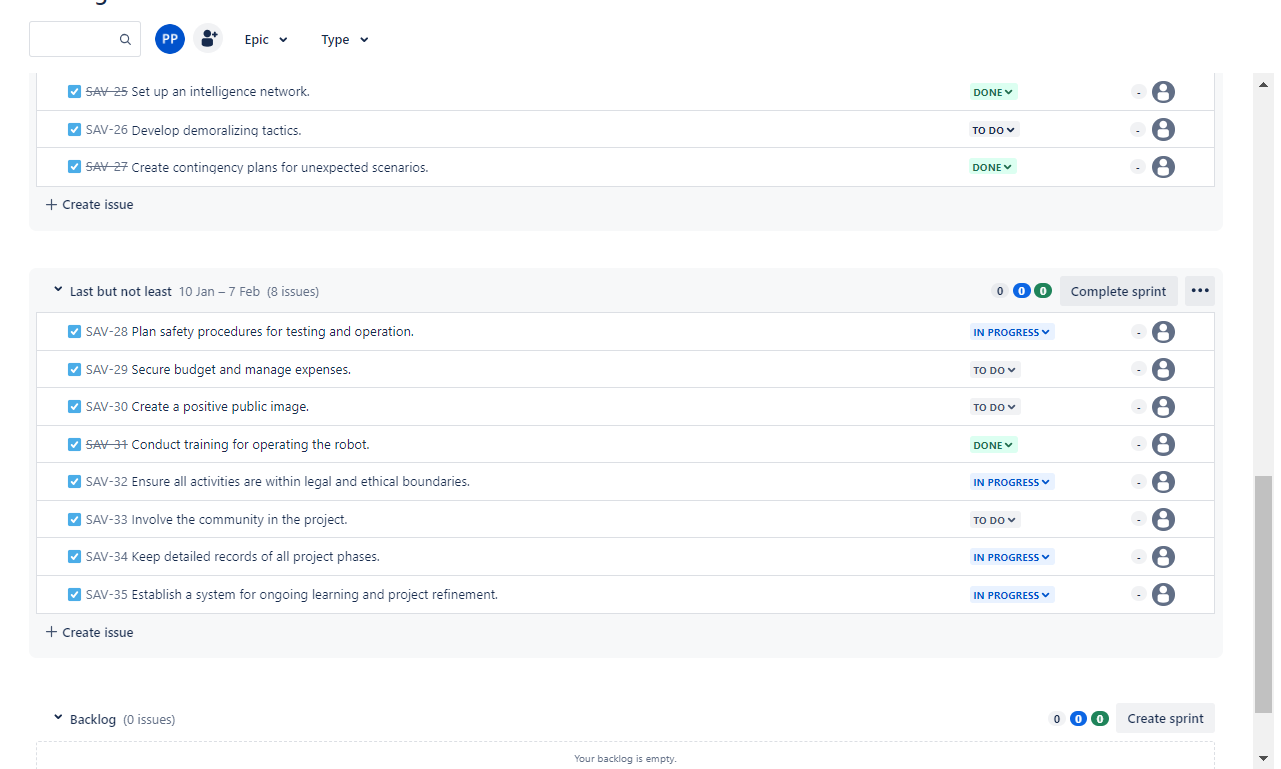 PP Epic Type
SAV-25 Set up an intelligence network. DONE -
SAV-26 Develop demoralizing tactics. TO DO -
SAV-27 Create contingency plans for unexpected scenarios. DONE -
+ Create issue
Last but not least 10 Jan – 7 Feb (8 issues) 0 0 0 Complete sprint •••
SAV-28 Plan safety procedures for testing and operation. IN PROGRESS -
SAV-29 Secure budget and manage expenses. TO DO -
SAV-30 Create a positive public image. TO DO -
SAV-31 Conduct training for operating the robot. DONE -
SAV-32 Ensure all activities are within legal and ethical boundaries. IN PROGRESS -
SAV-33 Involve the community in the project. TO DO -
SAV-34 Keep detailed records of all project phases. IN PROGRESS -
SAV-35 Establish a system for ongoing learning and project refinement. IN PROGRESS -
+ Create issue
Backlog (0 issues) 0 0 0 Create sprint
Your backlog is empty.